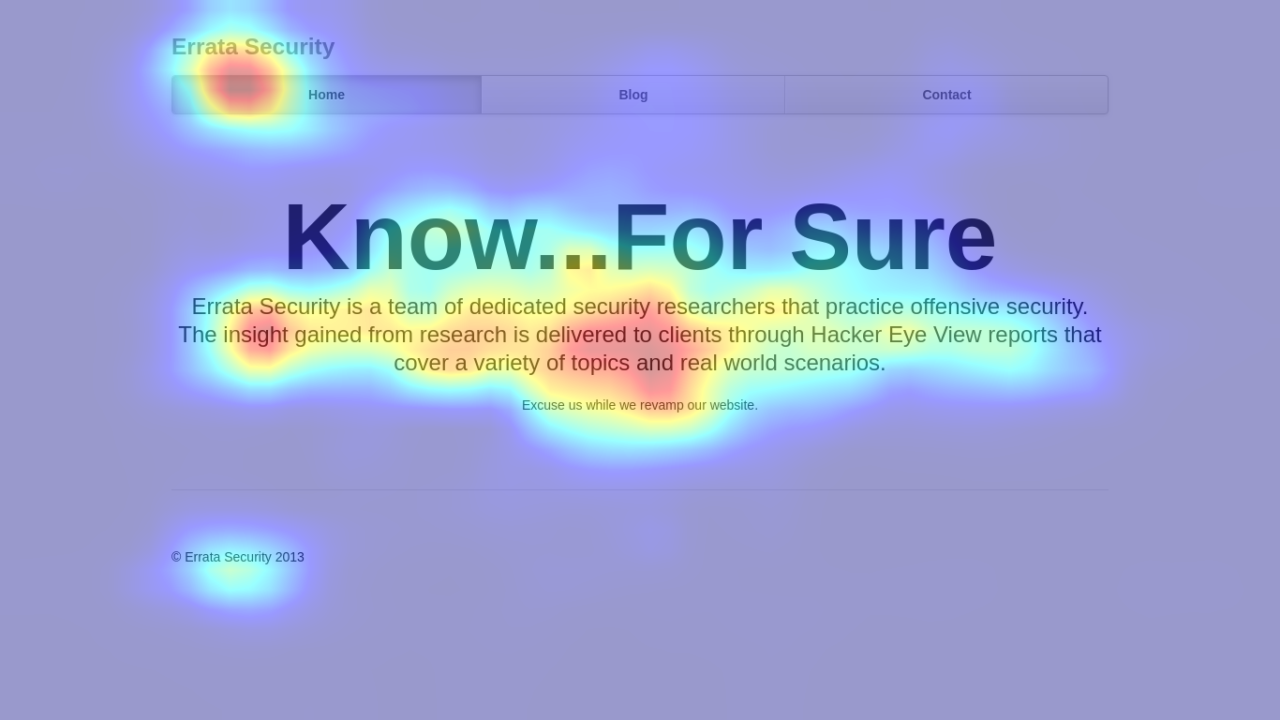 Errata Security
Home
Blog
Contact
Know...For Sure
Errata Security is a team of dedicated security researchers that practice offensive security.
The insight gained from research is delivered to clients through Hacker Eye View reports that
cover a variety of topics and real world scenarios.
Excuse us while we revamp our website.
© Errata Security 2013